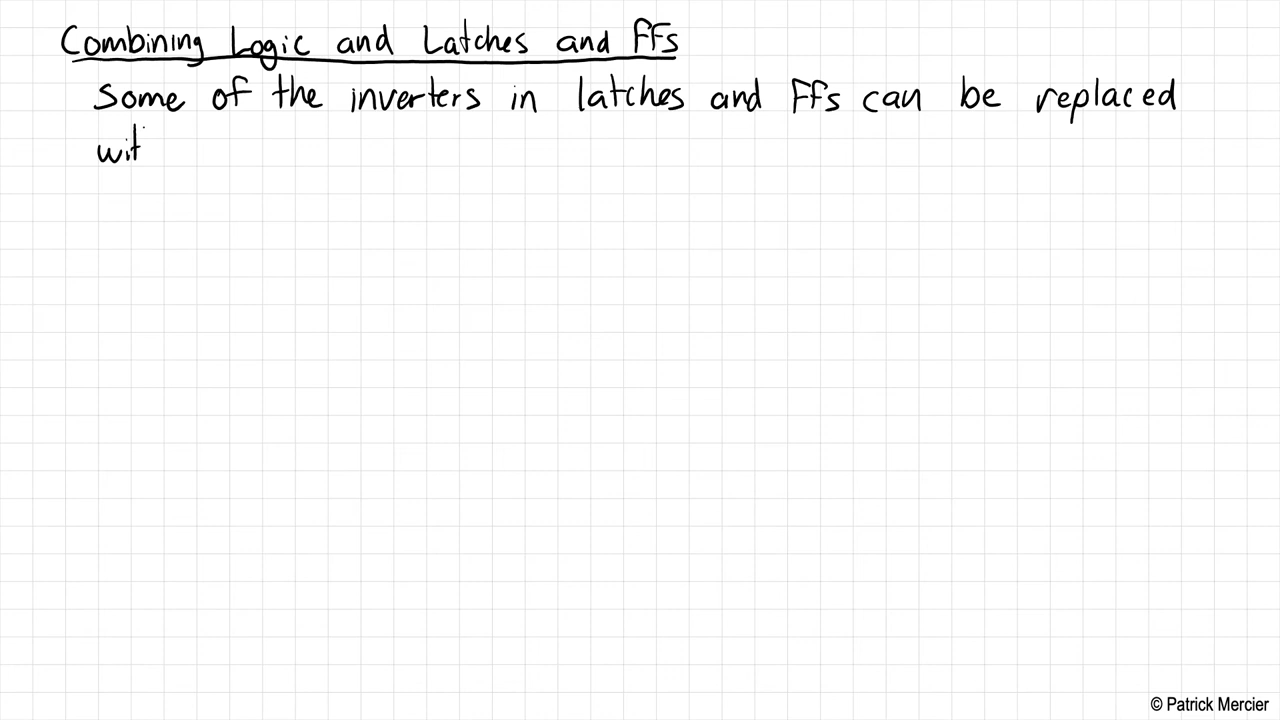 Combining Logic and Latches and FFs
Some of the inverters in latches and FFs can be replaced
wit
© Patrick Mercier